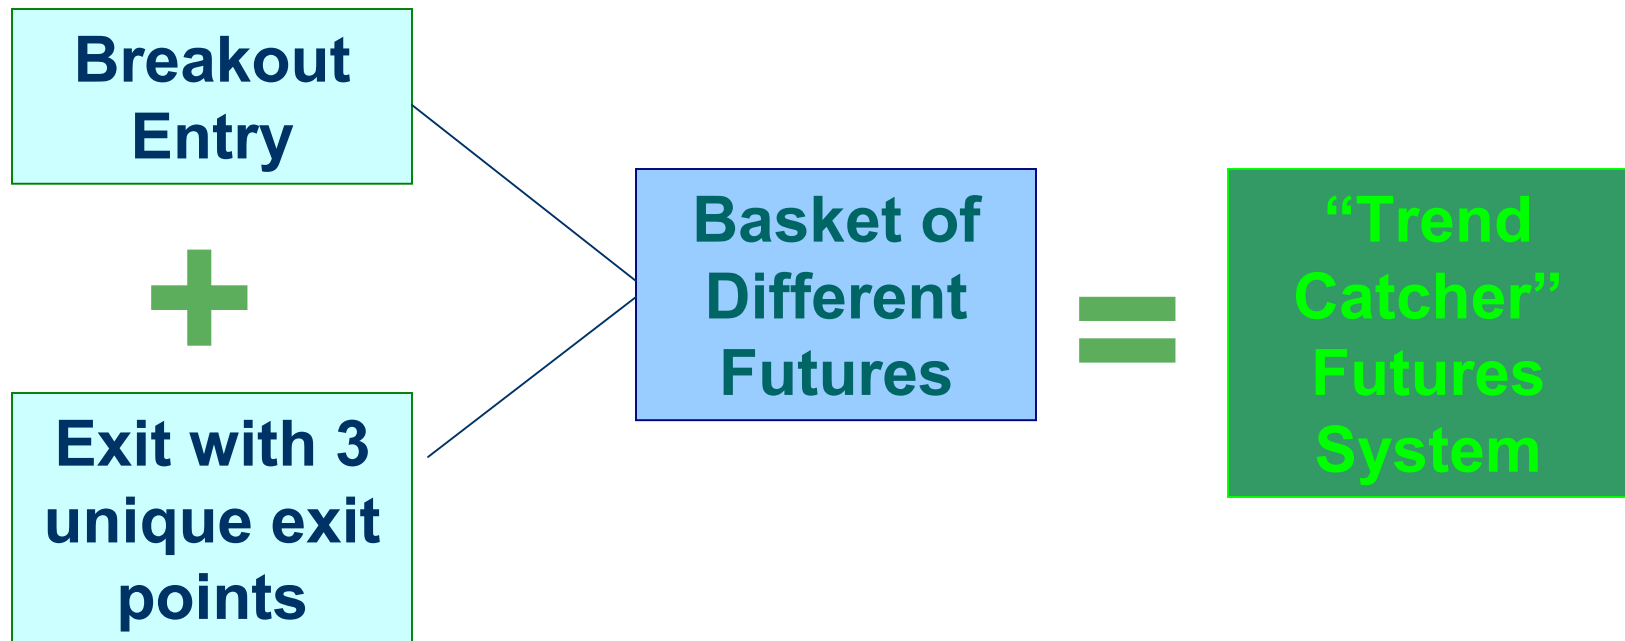 Breakout
Entry
+
Exit with 3
unique exit
points
Basket of
Different
Futures
=
“Trend
Catcher”
Futures
System